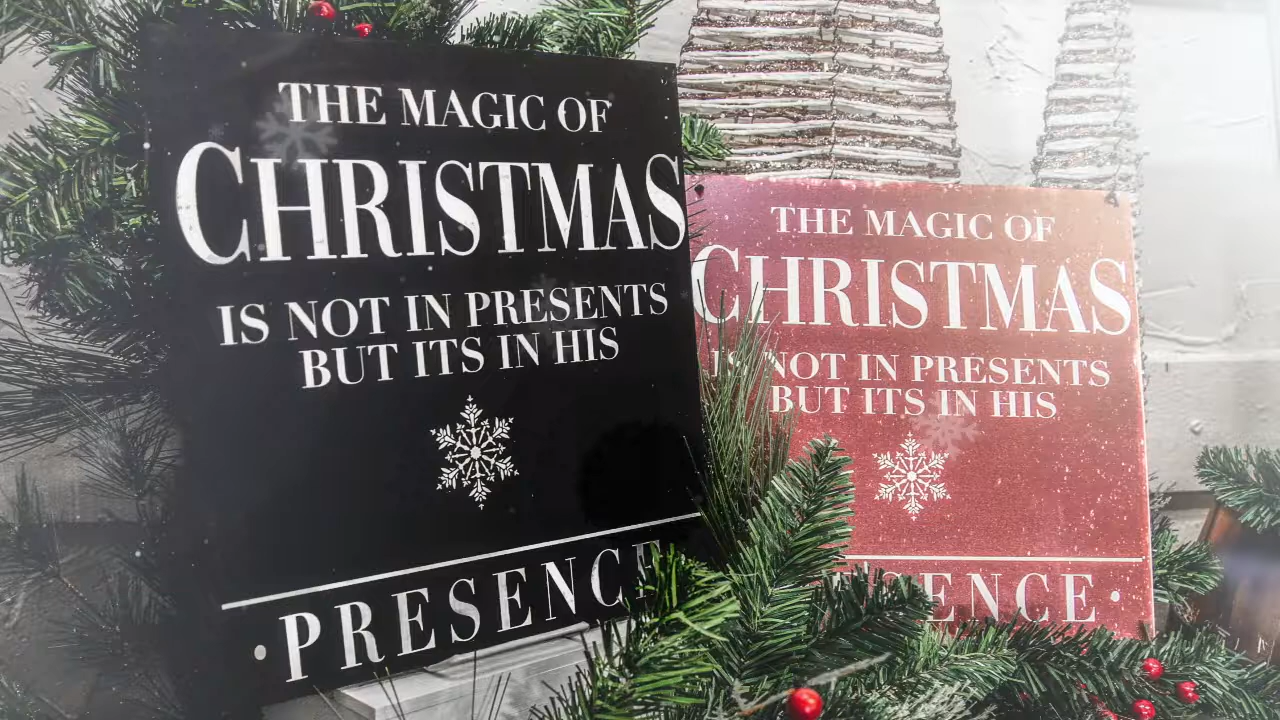 THE MAGIC OF
CHRISTMAS
IS NOT IN PRESENTS
BUT ITS IN HIS
· PRESENCE
THE MAGIC OF
CHRISTMAS
IS NOT IN PRESENTS
BUT ITS IN HIS
ENCE ·